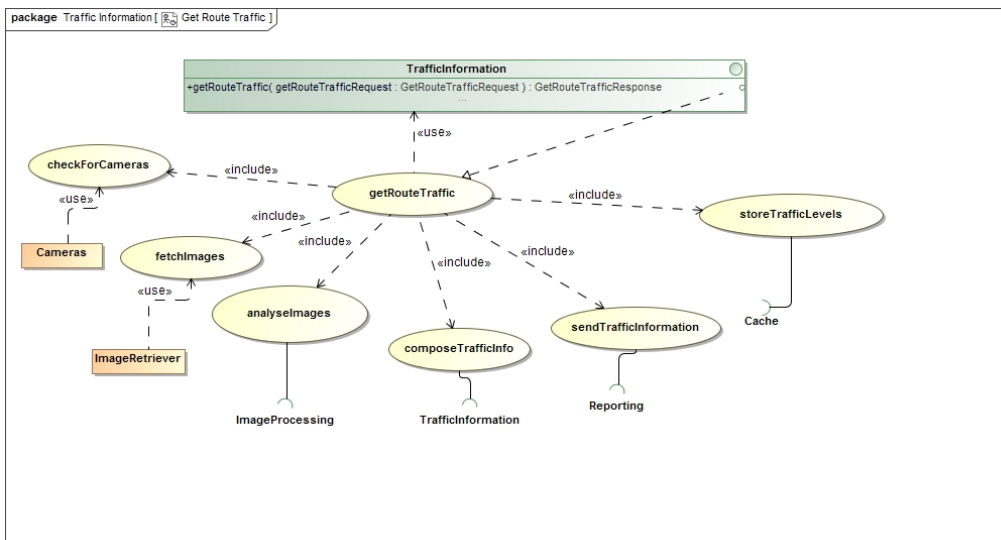 package Traffic Information [ Get Route Traffic ]
TrafficInformation
+getRouteTraffic( getRouteTrafficRequest : GetRouteTrafficRequest ) : GetRouteTrafficResponse
...
«use»
checkForCameras
«include»
getRouteTraffic
«include»
storeTrafficLevels
«use»
Cameras
«include»
fetchImages
«include»
«include»
«include»
«use»
analyseImages
sendTrafficInformation
Cache
composeTrafficInfo
ImageRetriever
Reporting
ImageProcessing
TrafficInformation